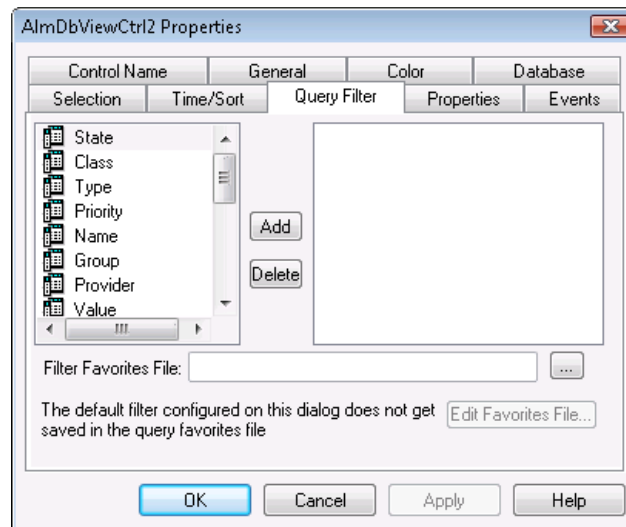 AlmDbViewCtrl2 Properties
Control Name General Color Database
Selection Time/Sort Query Filter Properties Events
State
Class
Type
Priority
Name
Group
Provider
Value
Add
Delete
Filter Favorites File: ...
The default filter configured on this dialog does not get
saved in the query favorites file
Edit Favorites File...
OK Cancel Apply Help